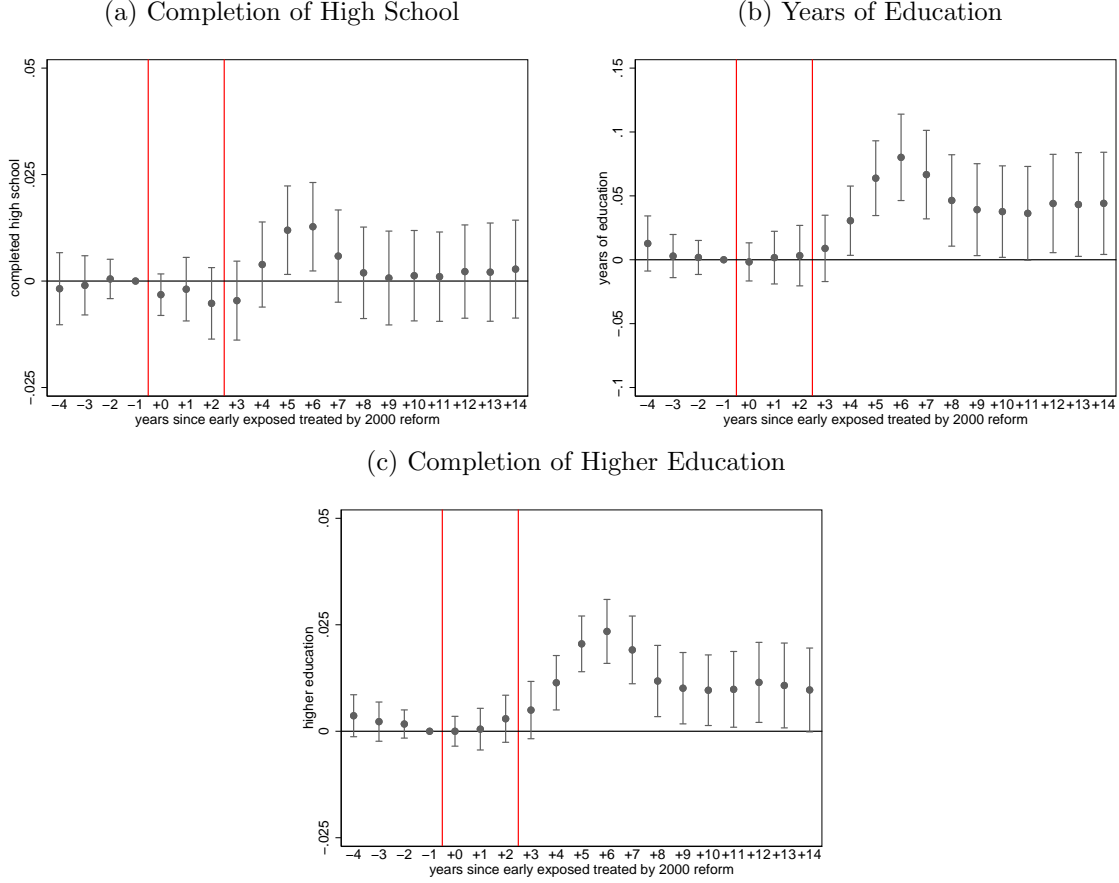 (a) Completion of High School
completed high school
.05
.025
0
−.025
−4 −3 −2 −1 +0 +1 +2 +3 +4 +5 +6 +7 +8 +9 +10 +11 +12 +13 +14
years since early exposed treated by 2000 reform
(b) Years of Education
years of education
.15
.1
.05
0
−.05
−.1
−4 −3 −2 −1 +0 +1 +2 +3 +4 +5 +6 +7 +8 +9 +10 +11 +12 +13 +14
years since early exposed treated by 2000 reform
(c) Completion of Higher Education
higher education
.05
.025
0
−.025
−4 −3 −2 −1 +0 +1 +2 +3 +4 +5 +6 +7 +8 +9 +10 +11 +12 +13 +14
years since early exposed treated by 2000 reform